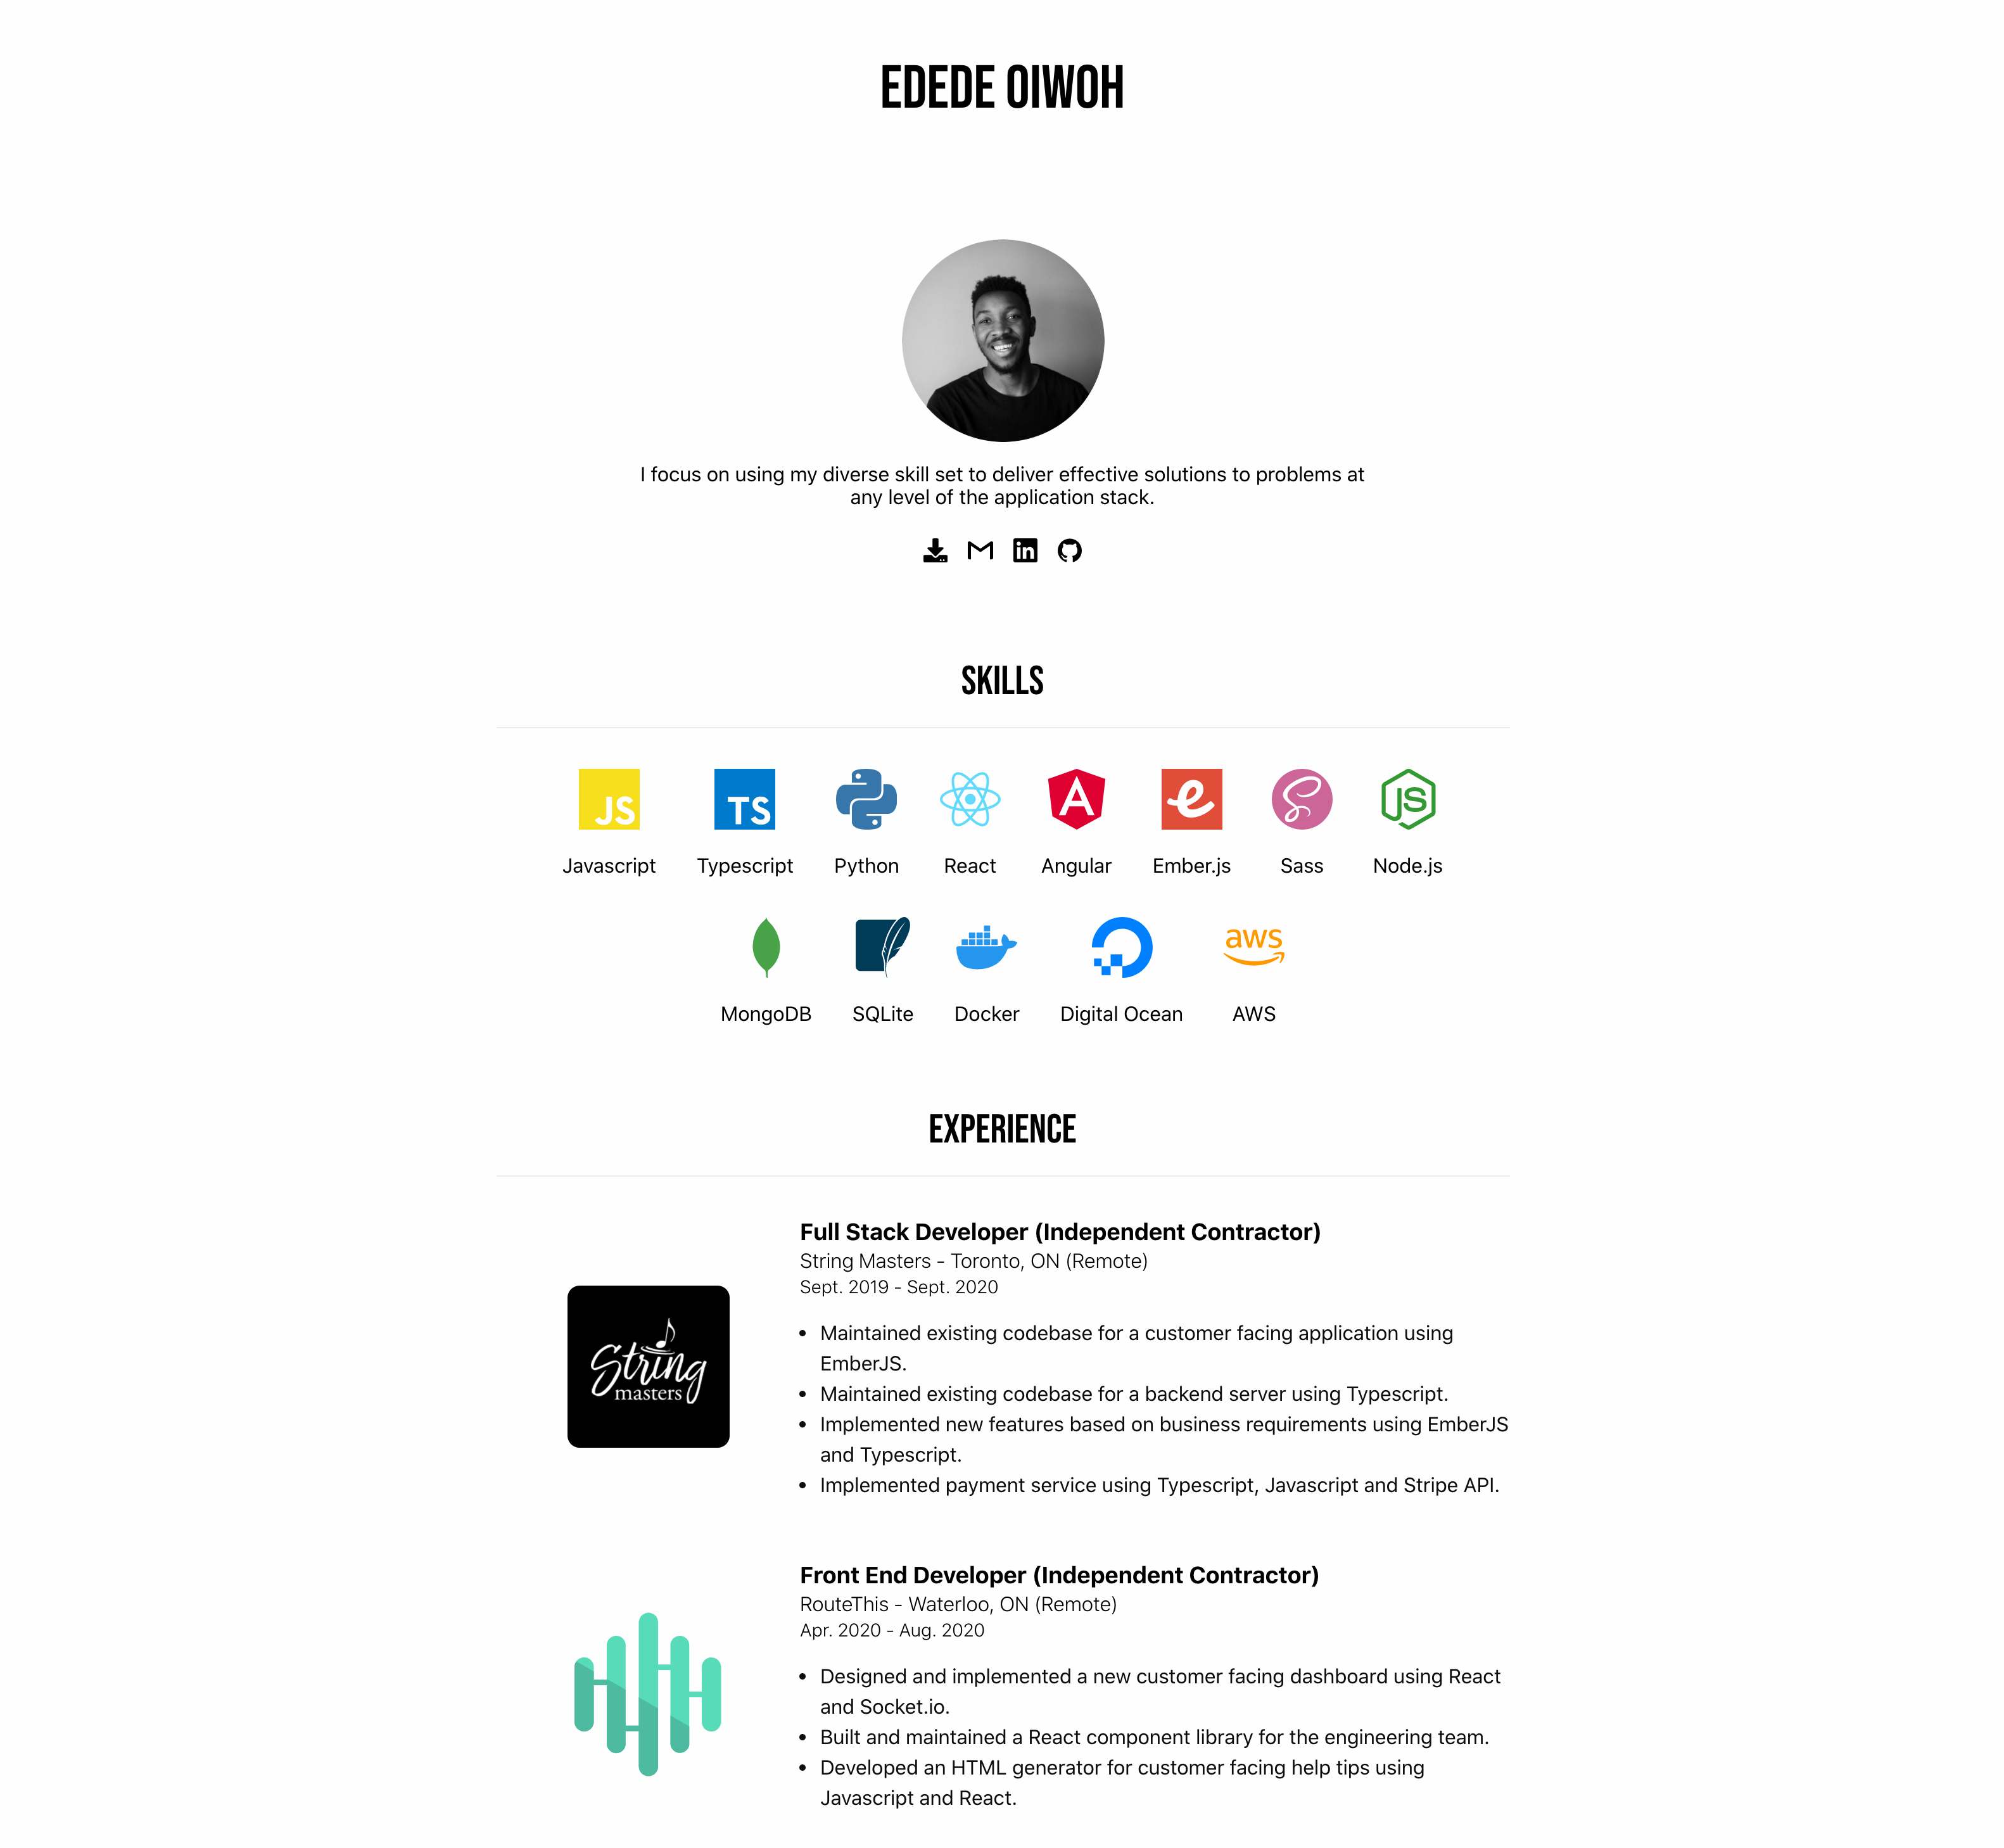 EDEDE OIWOH
I focus on using my diverse skill set to deliver effective solutions to problems at
any level of the application stack.
in
SKILLS
JS TS JS
Javascript Typescript Python React Angular Ember.js Sass Node.js
aws
MongoDB SQLite Docker Digital Ocean AWS
EXPERIENCE
Full Stack Developer (Independent Contractor)
String Masters - Toronto, ON (Remote)
Sept. 2019 - Sept. 2020
String
masters
• Maintained existing codebase for a customer facing application using
EmberJS.
• Maintained existing codebase for a backend server using Typescript.
• Implemented new features based on business requirements using EmberJS
and Typescript.
• Implemented payment service using Typescript, Javascript and Stripe API.
Front End Developer (Independent Contractor)
RouteThis - Waterloo, ON (Remote)
Apr. 2020 - Aug. 2020
• Designed and implemented a new customer facing dashboard using React
and Socket.io.
• Built and maintained a React component library for the engineering team.
• Developed an HTML generator for customer facing help tips using
Javascript and React.